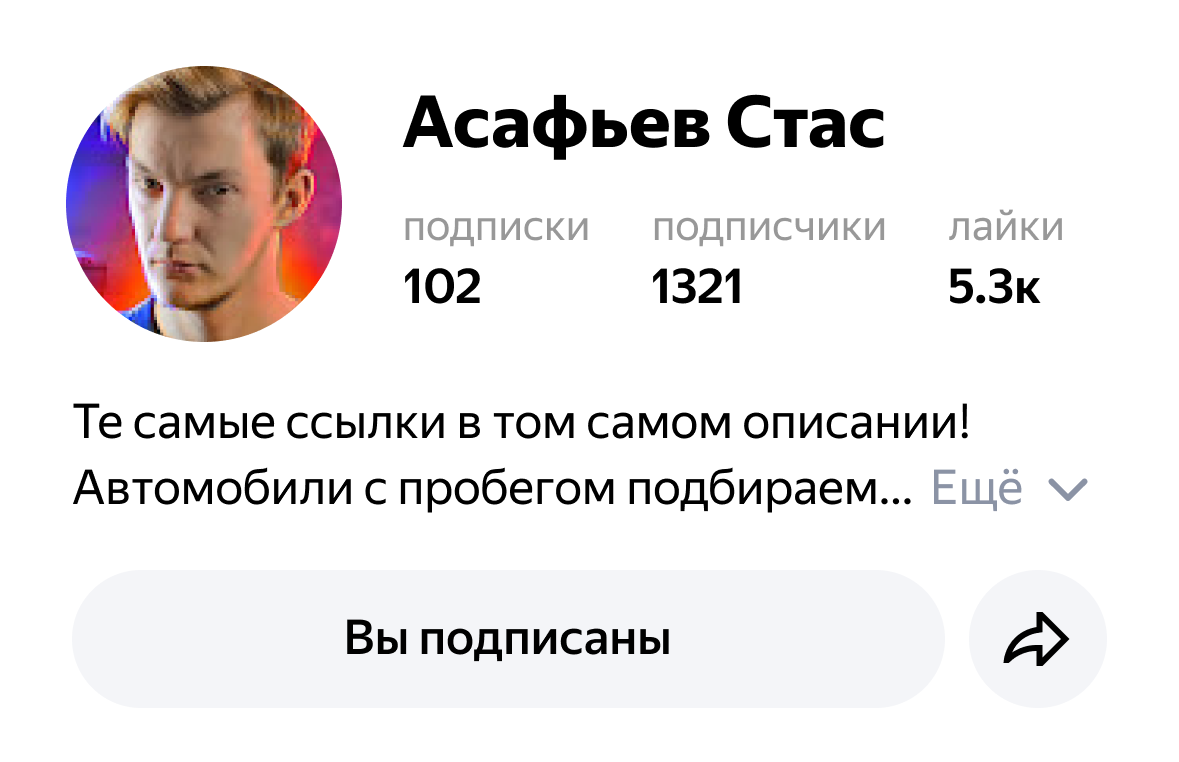 Асафьев Стас
подписки подписчики лайки
102 1321 5.3к
Те самые ссылки в том самом описании!
Автомобили с пробегом подбираем... Ещё
Вы подписаны